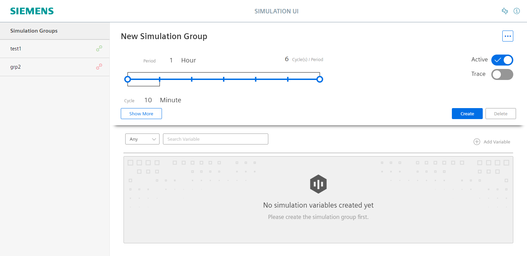 SIEMENS
SIMULATION UI
Simulation Groups
test1
grp2
New Simulation Group
Period 1 Hour
6 Cycle(s) / Period
Active
Trace
Cycle 10 Minute
Show More
Create
Delete
Any
Search Variable
Add Variable
No simulation variables created yet
Please create the simulation group first.